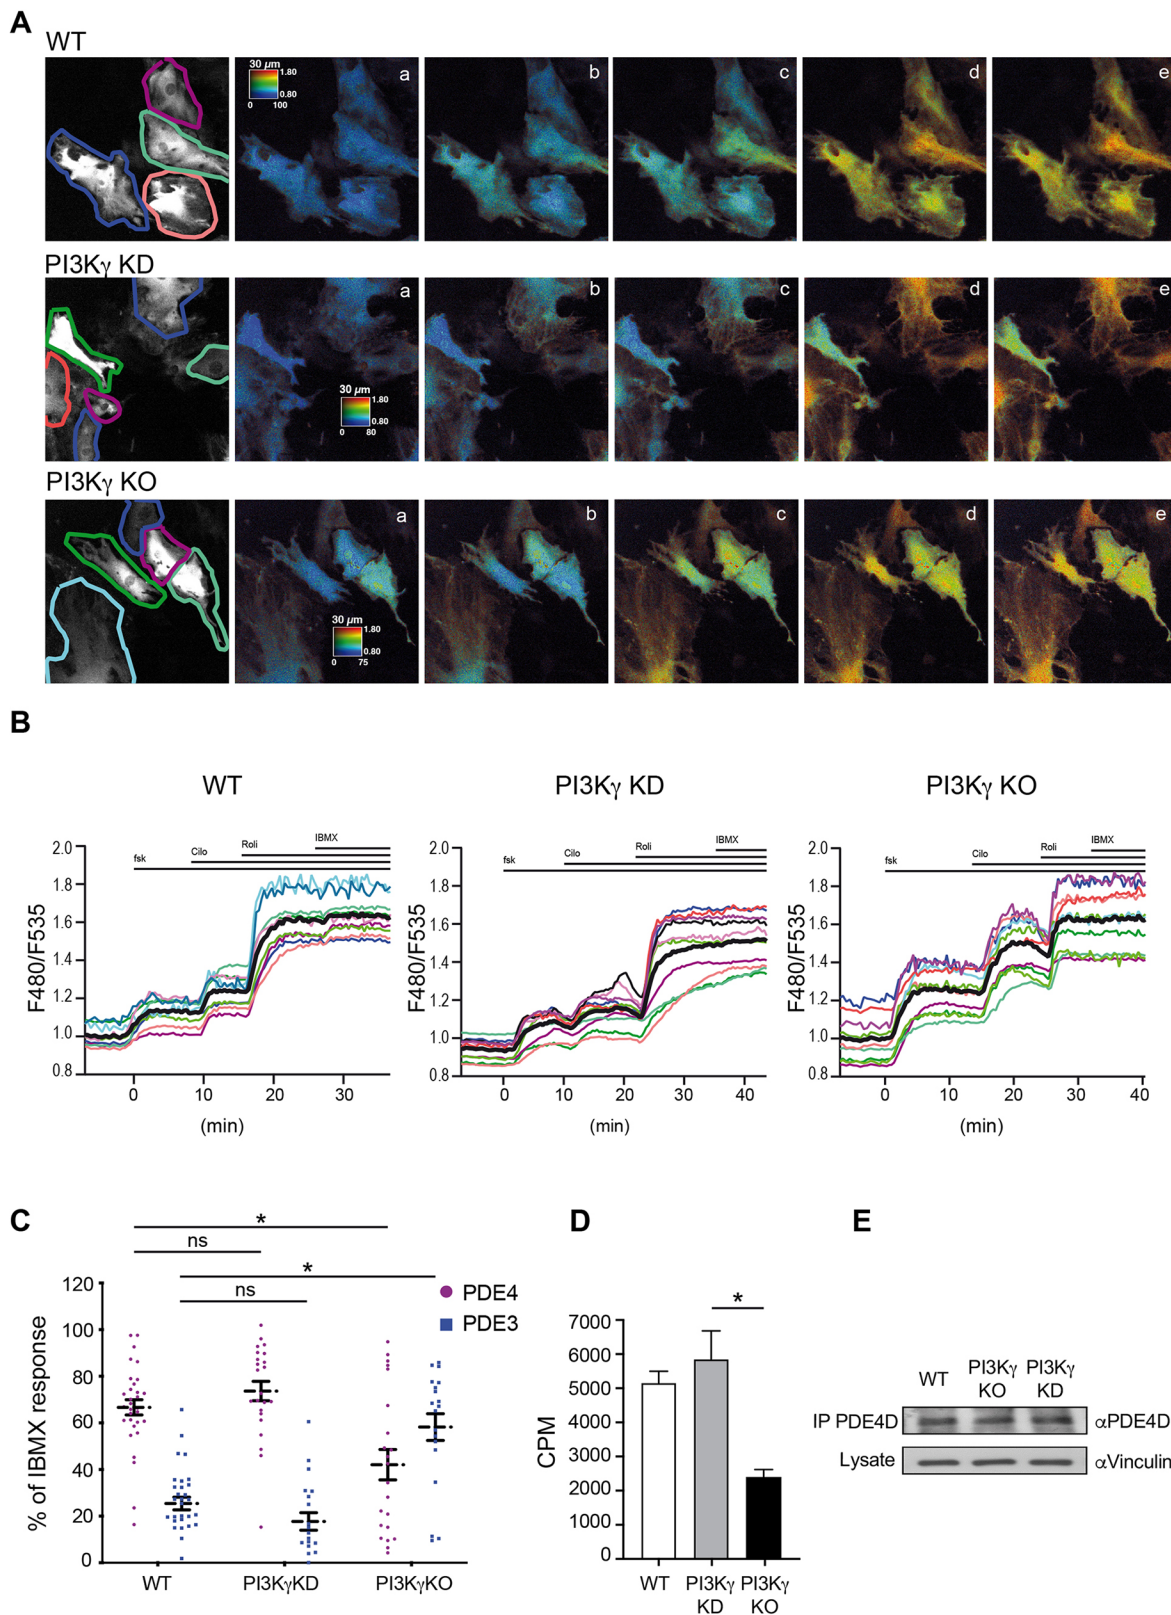 A
WT
a b c d e
30 µm
1.80
0.80
0 100
PI3Kγ KD
a b c d e
30 µm
1.80
0.80
0 80
PI3Kγ KO
a b c d e
30 µm
1.80
0.80
0 75
B
WT
PI3Kγ KD
PI3Kγ KO
F480/F535
2.0
1.8
1.6
1.4
1.2
1.0
0.8
fsk Cilo Roli IBMX
0 10 20 30
(min)
F480/F535
2.0
1.8
1.6
1.4
1.2
1.0
0.8
fsk Cilo Roli IBMX
0 10 20 30 40
(min)
F480/F535
2.0
1.8
1.6
1.4
1.2
1.0
0.8
fsk Cilo Roli IBMX
0 10 20 30 40
(min)
C
*
ns
*
ns
PDE4
PDE3
% of IBMX response
120
100
80
60
40
20
0
WT PI3KγKD PI3KγKO
D
*
CPM
7000
6000
5000
4000
3000
2000
1000
0
WT PI3Kγ KD PI3Kγ KO
E
WT PI3Kγ KO PI3Kγ KD
IP PDE4D αPDE4D
Lysate αVinculin